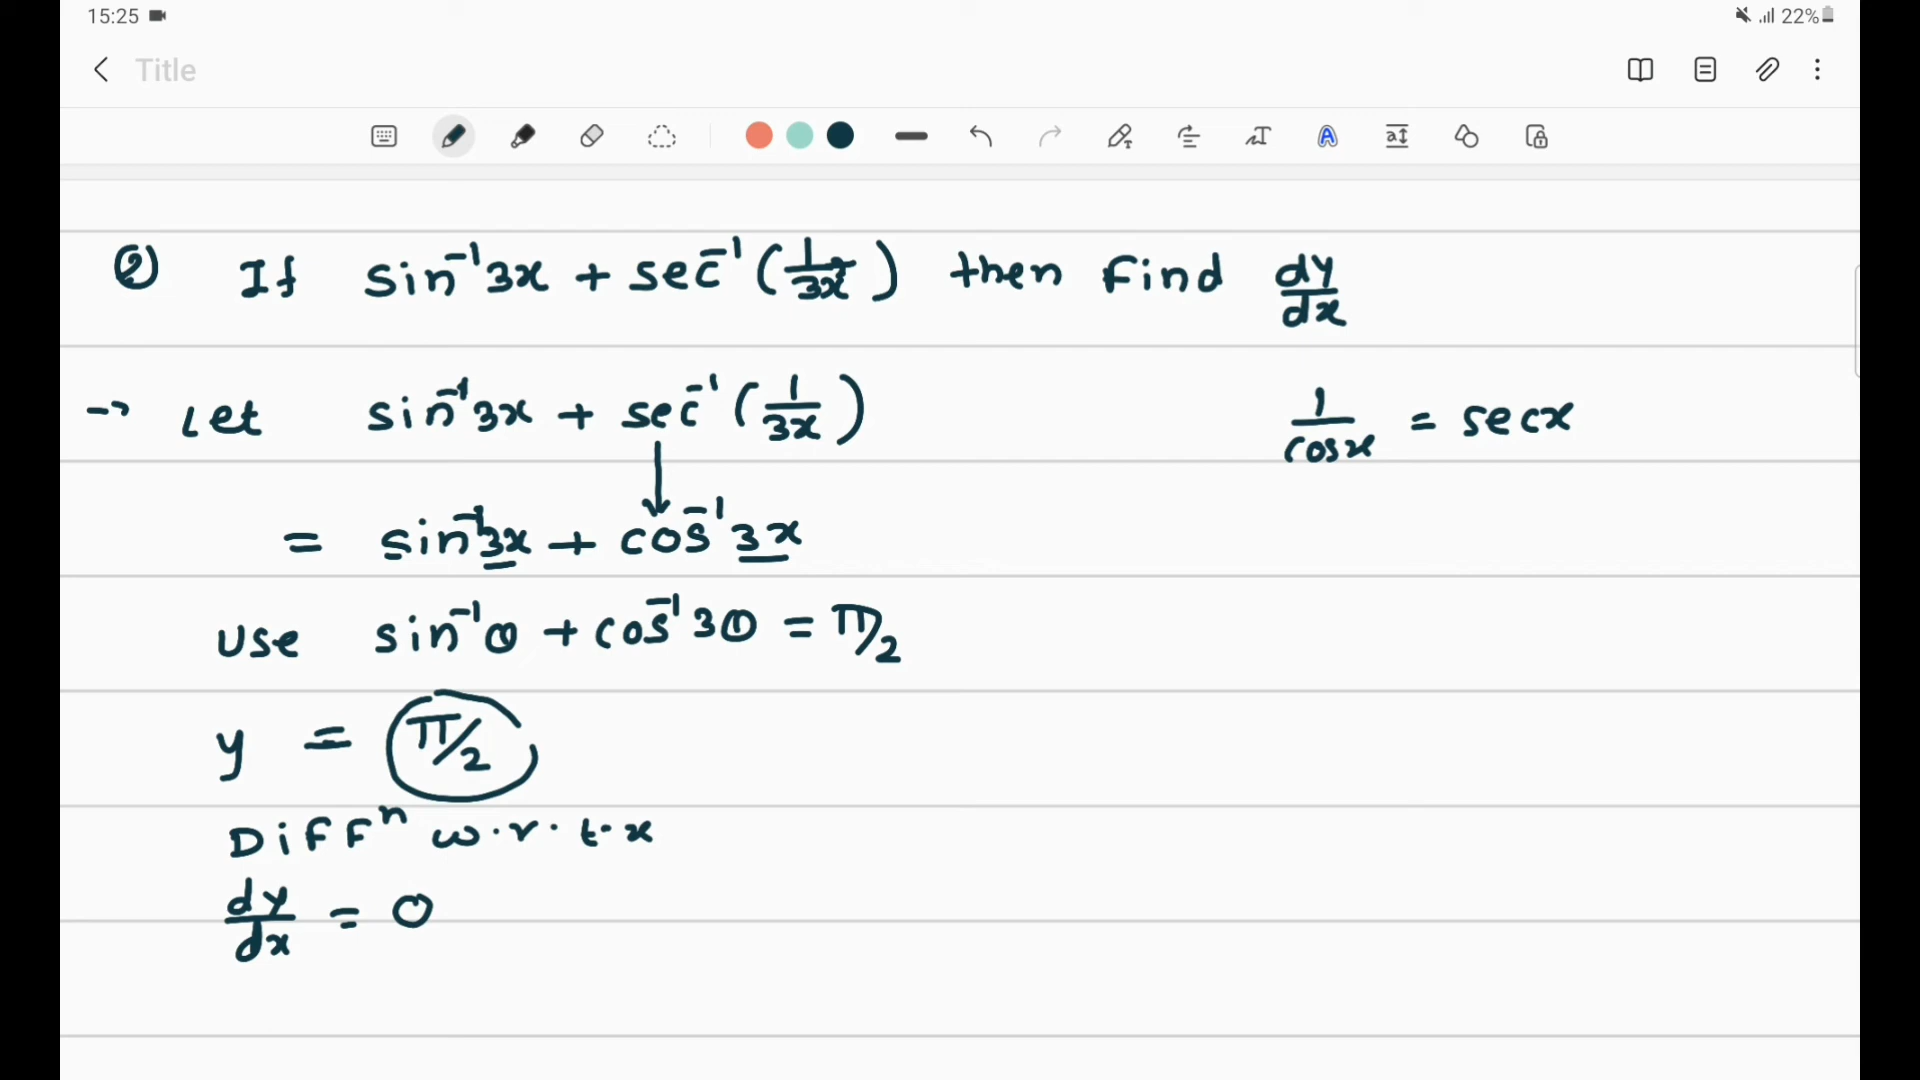 15:25 22%
Title
② If sin⁻¹3x + sec⁻¹(1/3x) then find dy/dx
→ Let sin⁻¹3x + sec⁻¹(1/3x)
1/cosx = secx
= sin⁻¹3x + cos⁻¹3x
use sin⁻¹θ + cos⁻¹3θ = π/2
y = π/2
Diffⁿ w.r.t.x
dy/dx = 0